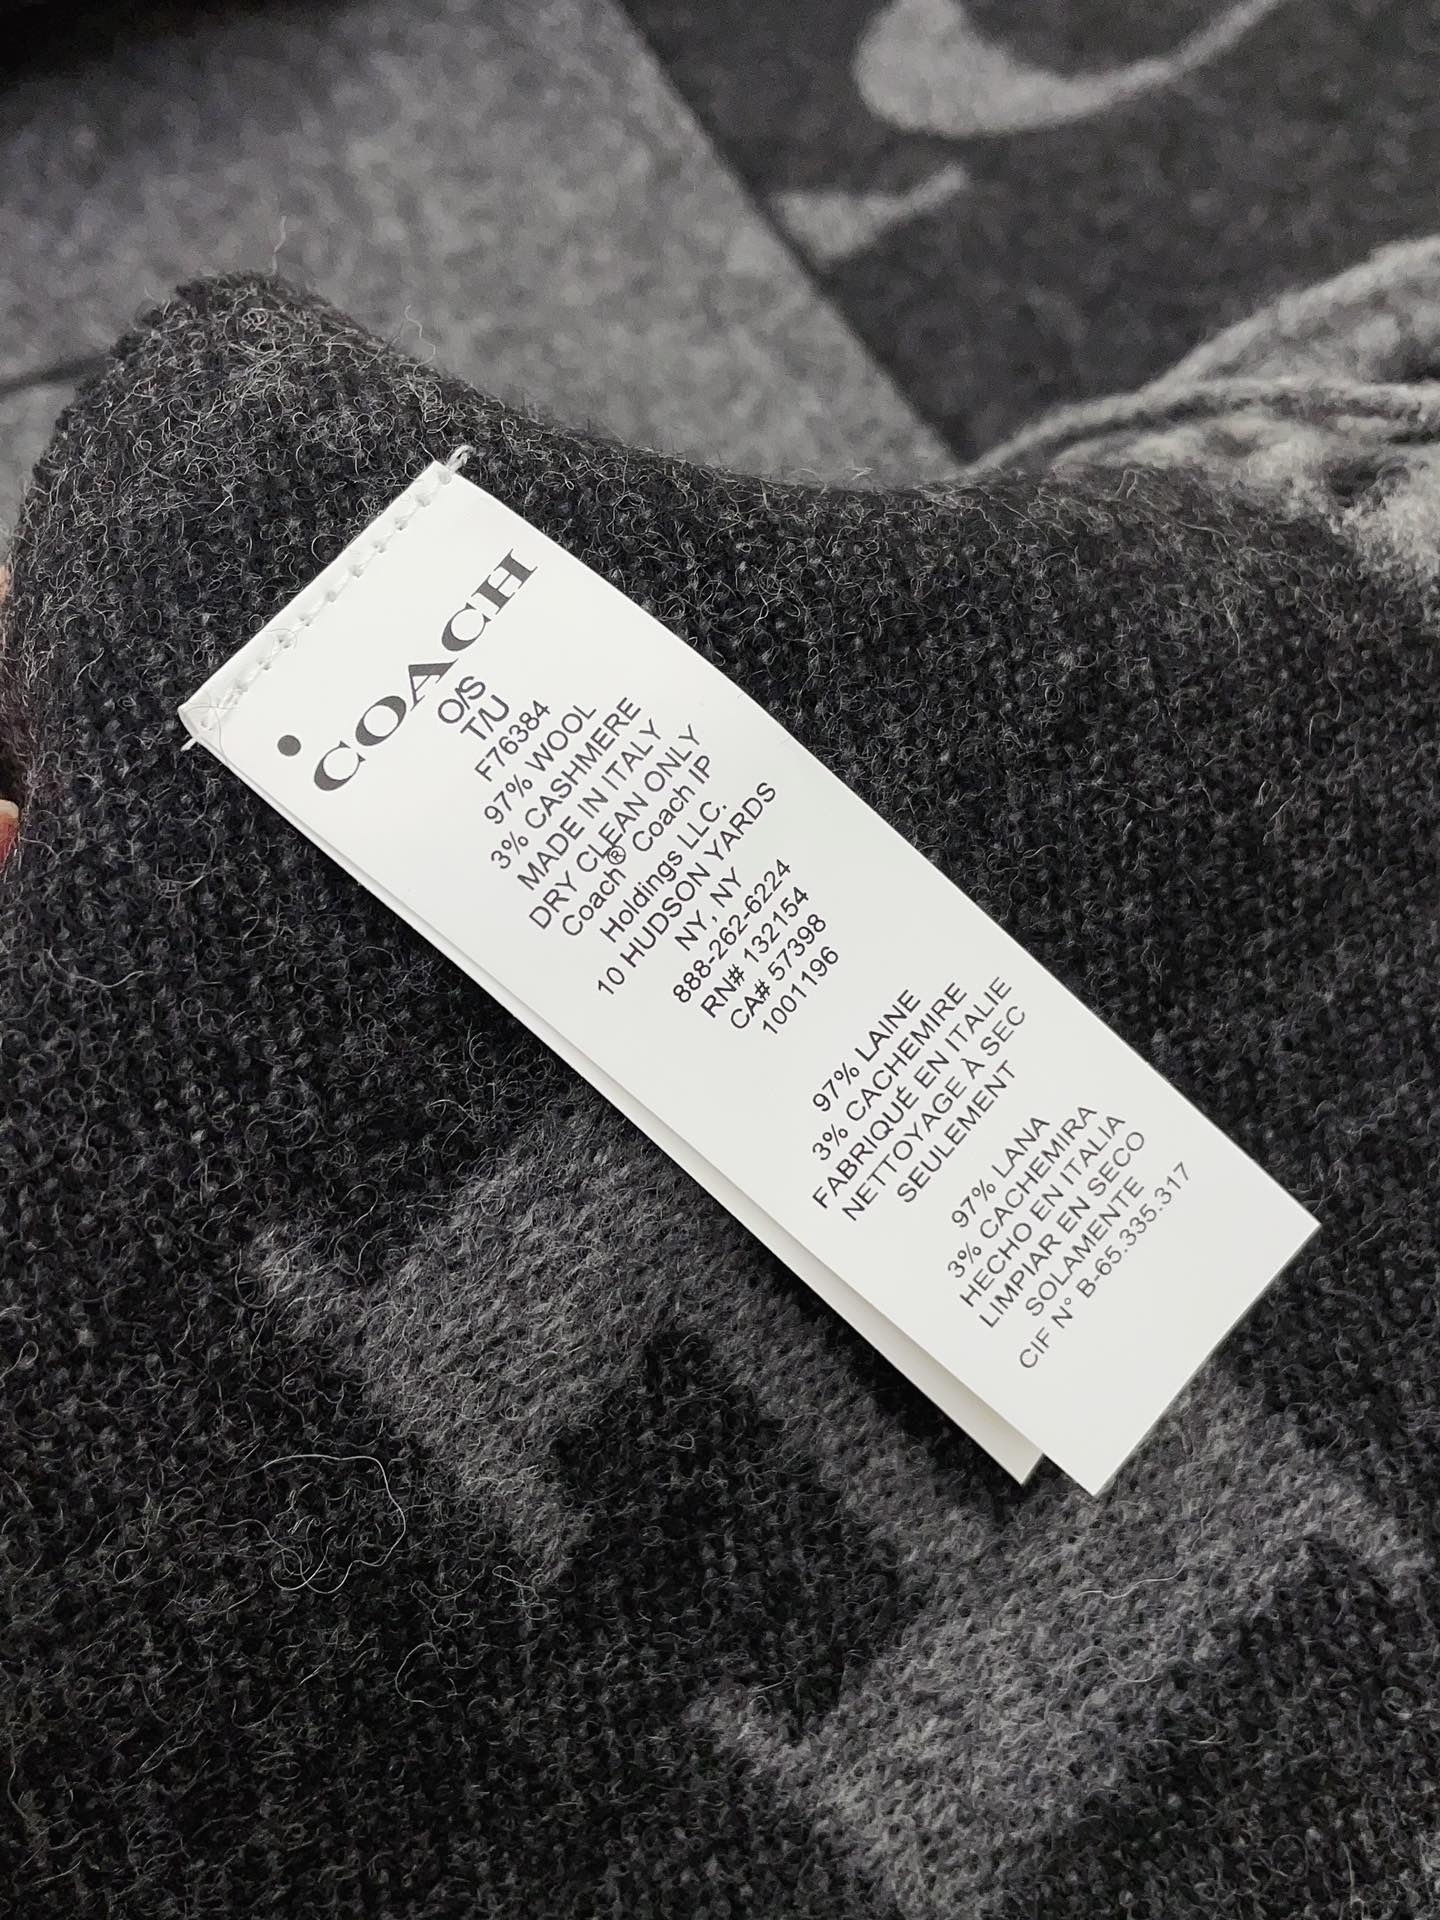 COACH
O/S
T/U
F76384
97% WOOL
3% CASHMERE
MADE IN ITALY
DRY CLEAN ONLY
Coach® Coach IP
Holdings LLC.
10 HUDSON YARDS
NY, NY
888-262-6224
RN# 132154
CA# 57398
1001196
97% LAINE
3% CACHEMIRE
FABRIQUÉ EN ITALIE
NETTOYAGE À SEC
SEULEMENT
97% LANA
3% CACHEMIRA
HECHO EN ITALIA
LIMPIAR EN SECO
SOLAMENTE
CIF N° B-65.335.317